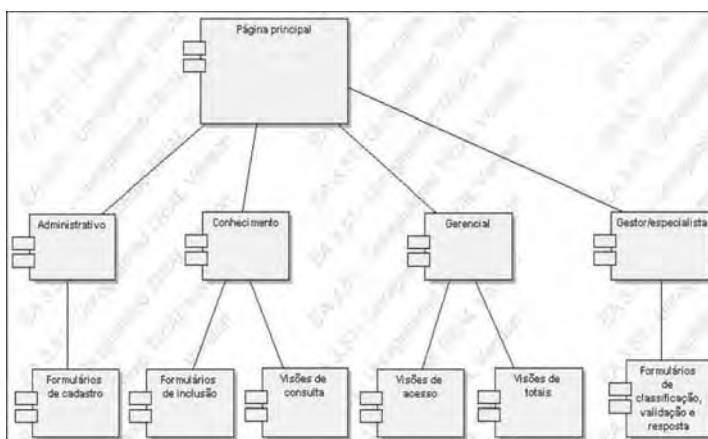 Página principal
Administrativo
Conhecimento
Gerencial
Gestor/especialista
Formulários
de cadastro
Formulários
de inclusão
Visões de
consulta
Visões de
acesso
Visões de
totais
Formulários
de
classificação,
validação e
resposta